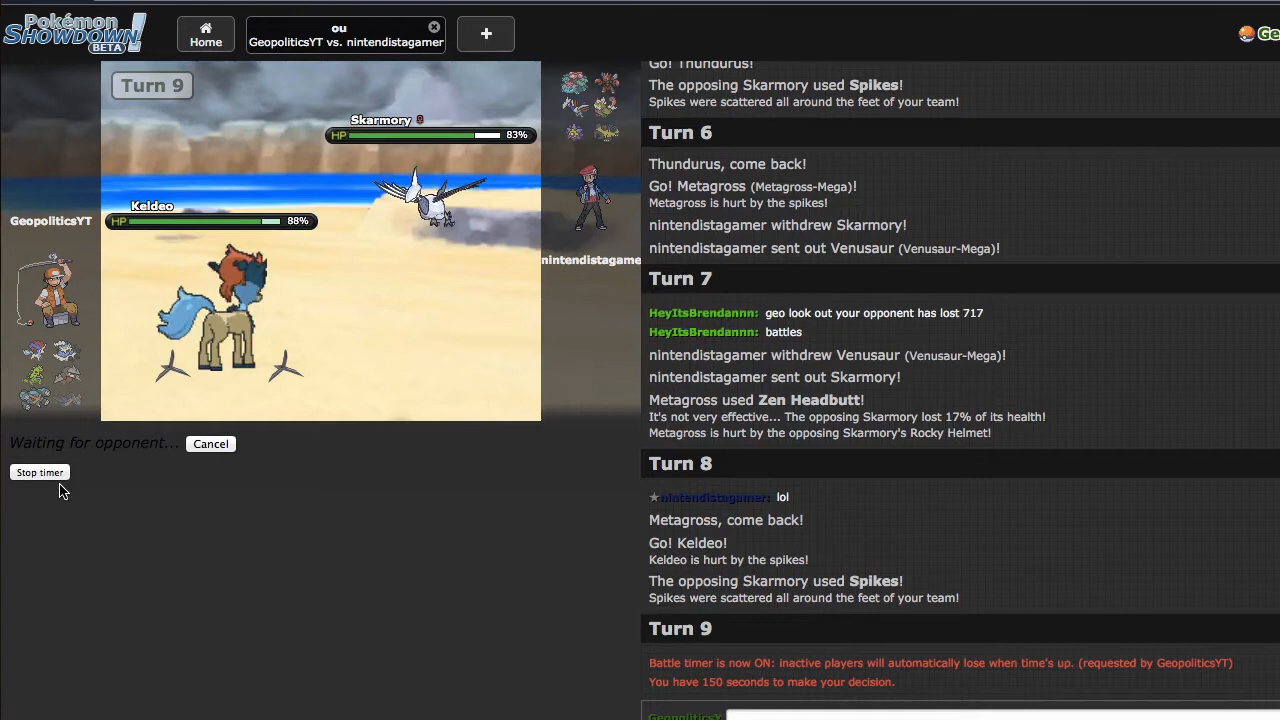 Pokémon
SHOWDOWN!
BETA
Home
ou
GeopoliticsYT vs. nintendistagamer
+
Ge
Turn 9
Skarmory
HP 83%
Keldeo
HP 88%
GeopoliticsYT
nintendistagame
Waiting for opponent... Cancel
Stop timer
Go! Thundurus!
The opposing Skarmory used Spikes!
Spikes were scattered all around the feet of your team!
Turn 6
Thundurus, come back!
Go! Metagross (Metagross-Mega)!
Metagross is hurt by the spikes!
nintendistagamer withdrew Skarmory!
nintendistagamer sent out Venusaur (Venusaur-Mega)!
Turn 7
HeyItsBrendannn: geo look out your opponent has lost 717
HeyItsBrendannn: battles
nintendistagamer withdrew Venusaur (Venusaur-Mega)!
nintendistagamer sent out Skarmory!
Metagross used Zen Headbutt!
It's not very effective... The opposing Skarmory lost 17% of its health!
Metagross is hurt by the opposing Skarmory's Rocky Helmet!
Turn 8
★nintendistagamer: lol
Metagross, come back!
Go! Keldeo!
Keldeo is hurt by the spikes!
The opposing Skarmory used Spikes!
Spikes were scattered all around the feet of your team!
Turn 9
Battle timer is now ON: inactive players will automatically lose when time's up. (requested by GeopoliticsYT)
You have 150 seconds to make your decision.
GeopoliticsY